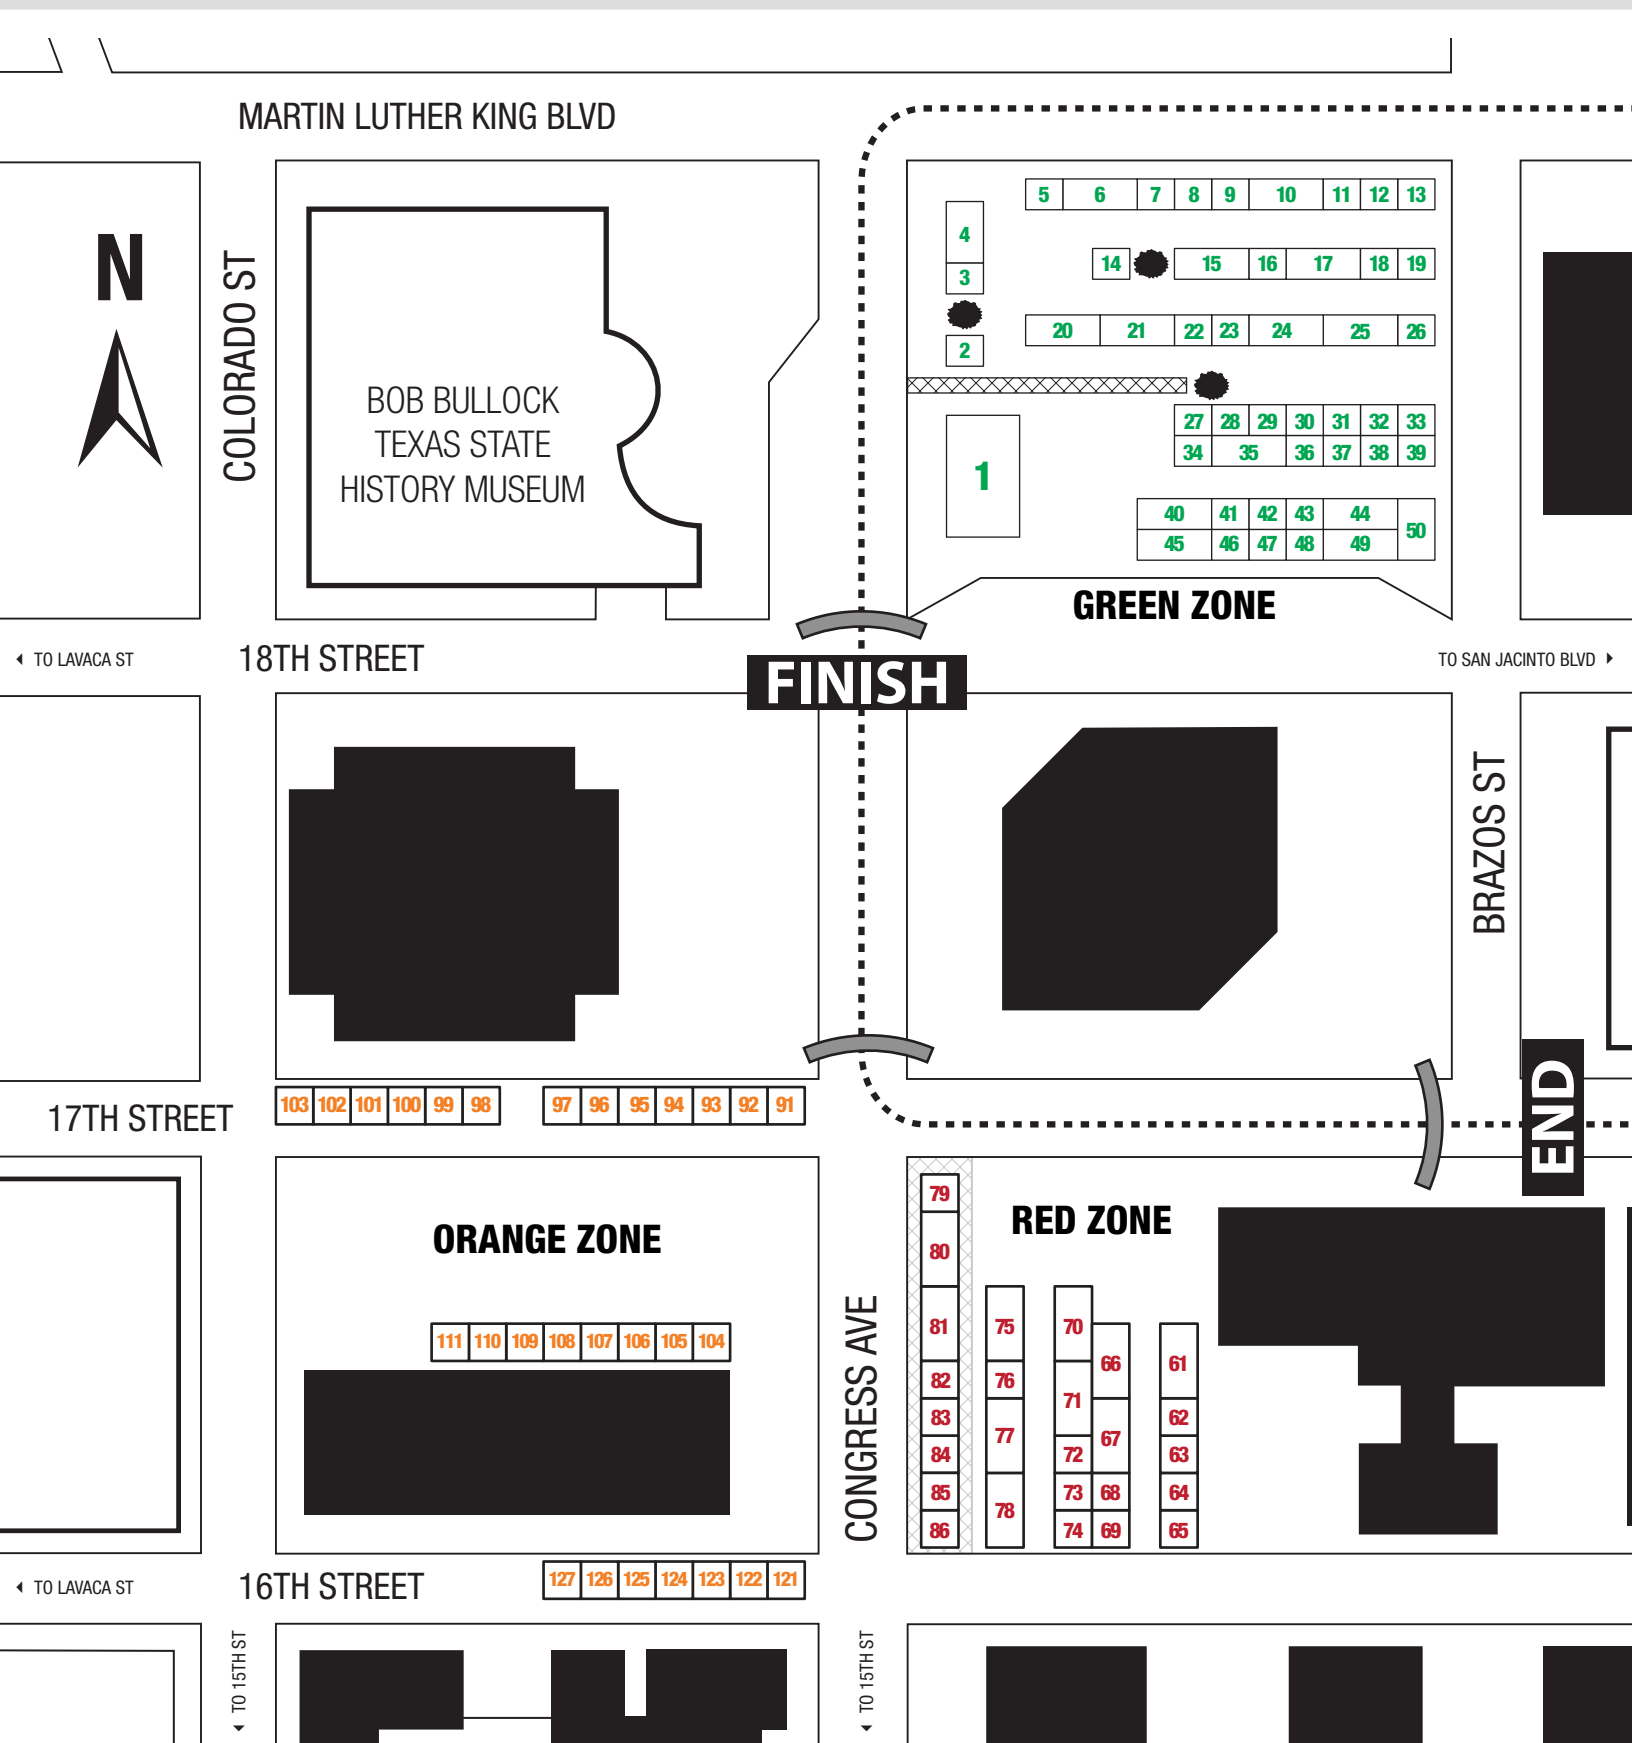 MARTIN LUTHER KING BLVD
N
COLORADO ST
BOB BULLOCK
TEXAS STATE
HISTORY MUSEUM
5 6 7 8 9 10 11 12 13
4
14 15 16 17 18 19
3
20 21 22 23 24 25 26
2
27 28 29 30 31 32 33
34 35 36 37 38 39
1
40 41 42 43 44 50
45 46 47 48 49
GREEN ZONE
TO LAVACA ST
18TH STREET
TO SAN JACINTO BLVD
FINISH
BRAZOS ST
END
17TH STREET
103 102 101 100 99 98 97 96 95 94 93 92 91
ORANGE ZONE
RED ZONE
79
80
81
82
83
84
85
86
75
76
77
78
70
71
72
73
74
66
67
68
69
61
62
63
64
65
111 110 109 108 107 106 105 104
CONGRESS AVE
TO LAVACA ST
16TH STREET
127 126 125 124 123 122 121
TO 15TH ST
TO 15TH ST